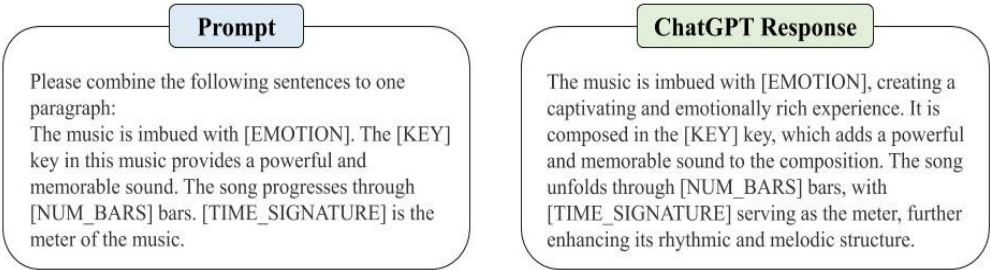 Prompt
Please combine the following sentences to one
paragraph:
The music is imbued with [EMOTION]. The [KEY]
key in this music provides a powerful and
memorable sound. The song progresses through
[NUM_BARS] bars. [TIME_SIGNATURE] is the
meter of the music.
ChatGPT Response
The music is imbued with [EMOTION], creating a
captivating and emotionally rich experience. It is
composed in the [KEY] key, which adds a powerful
and memorable sound to the composition. The song
unfolds through [NUM_BARS] bars, with
[TIME_SIGNATURE] serving as the meter, further
enhancing its rhythmic and melodic structure.